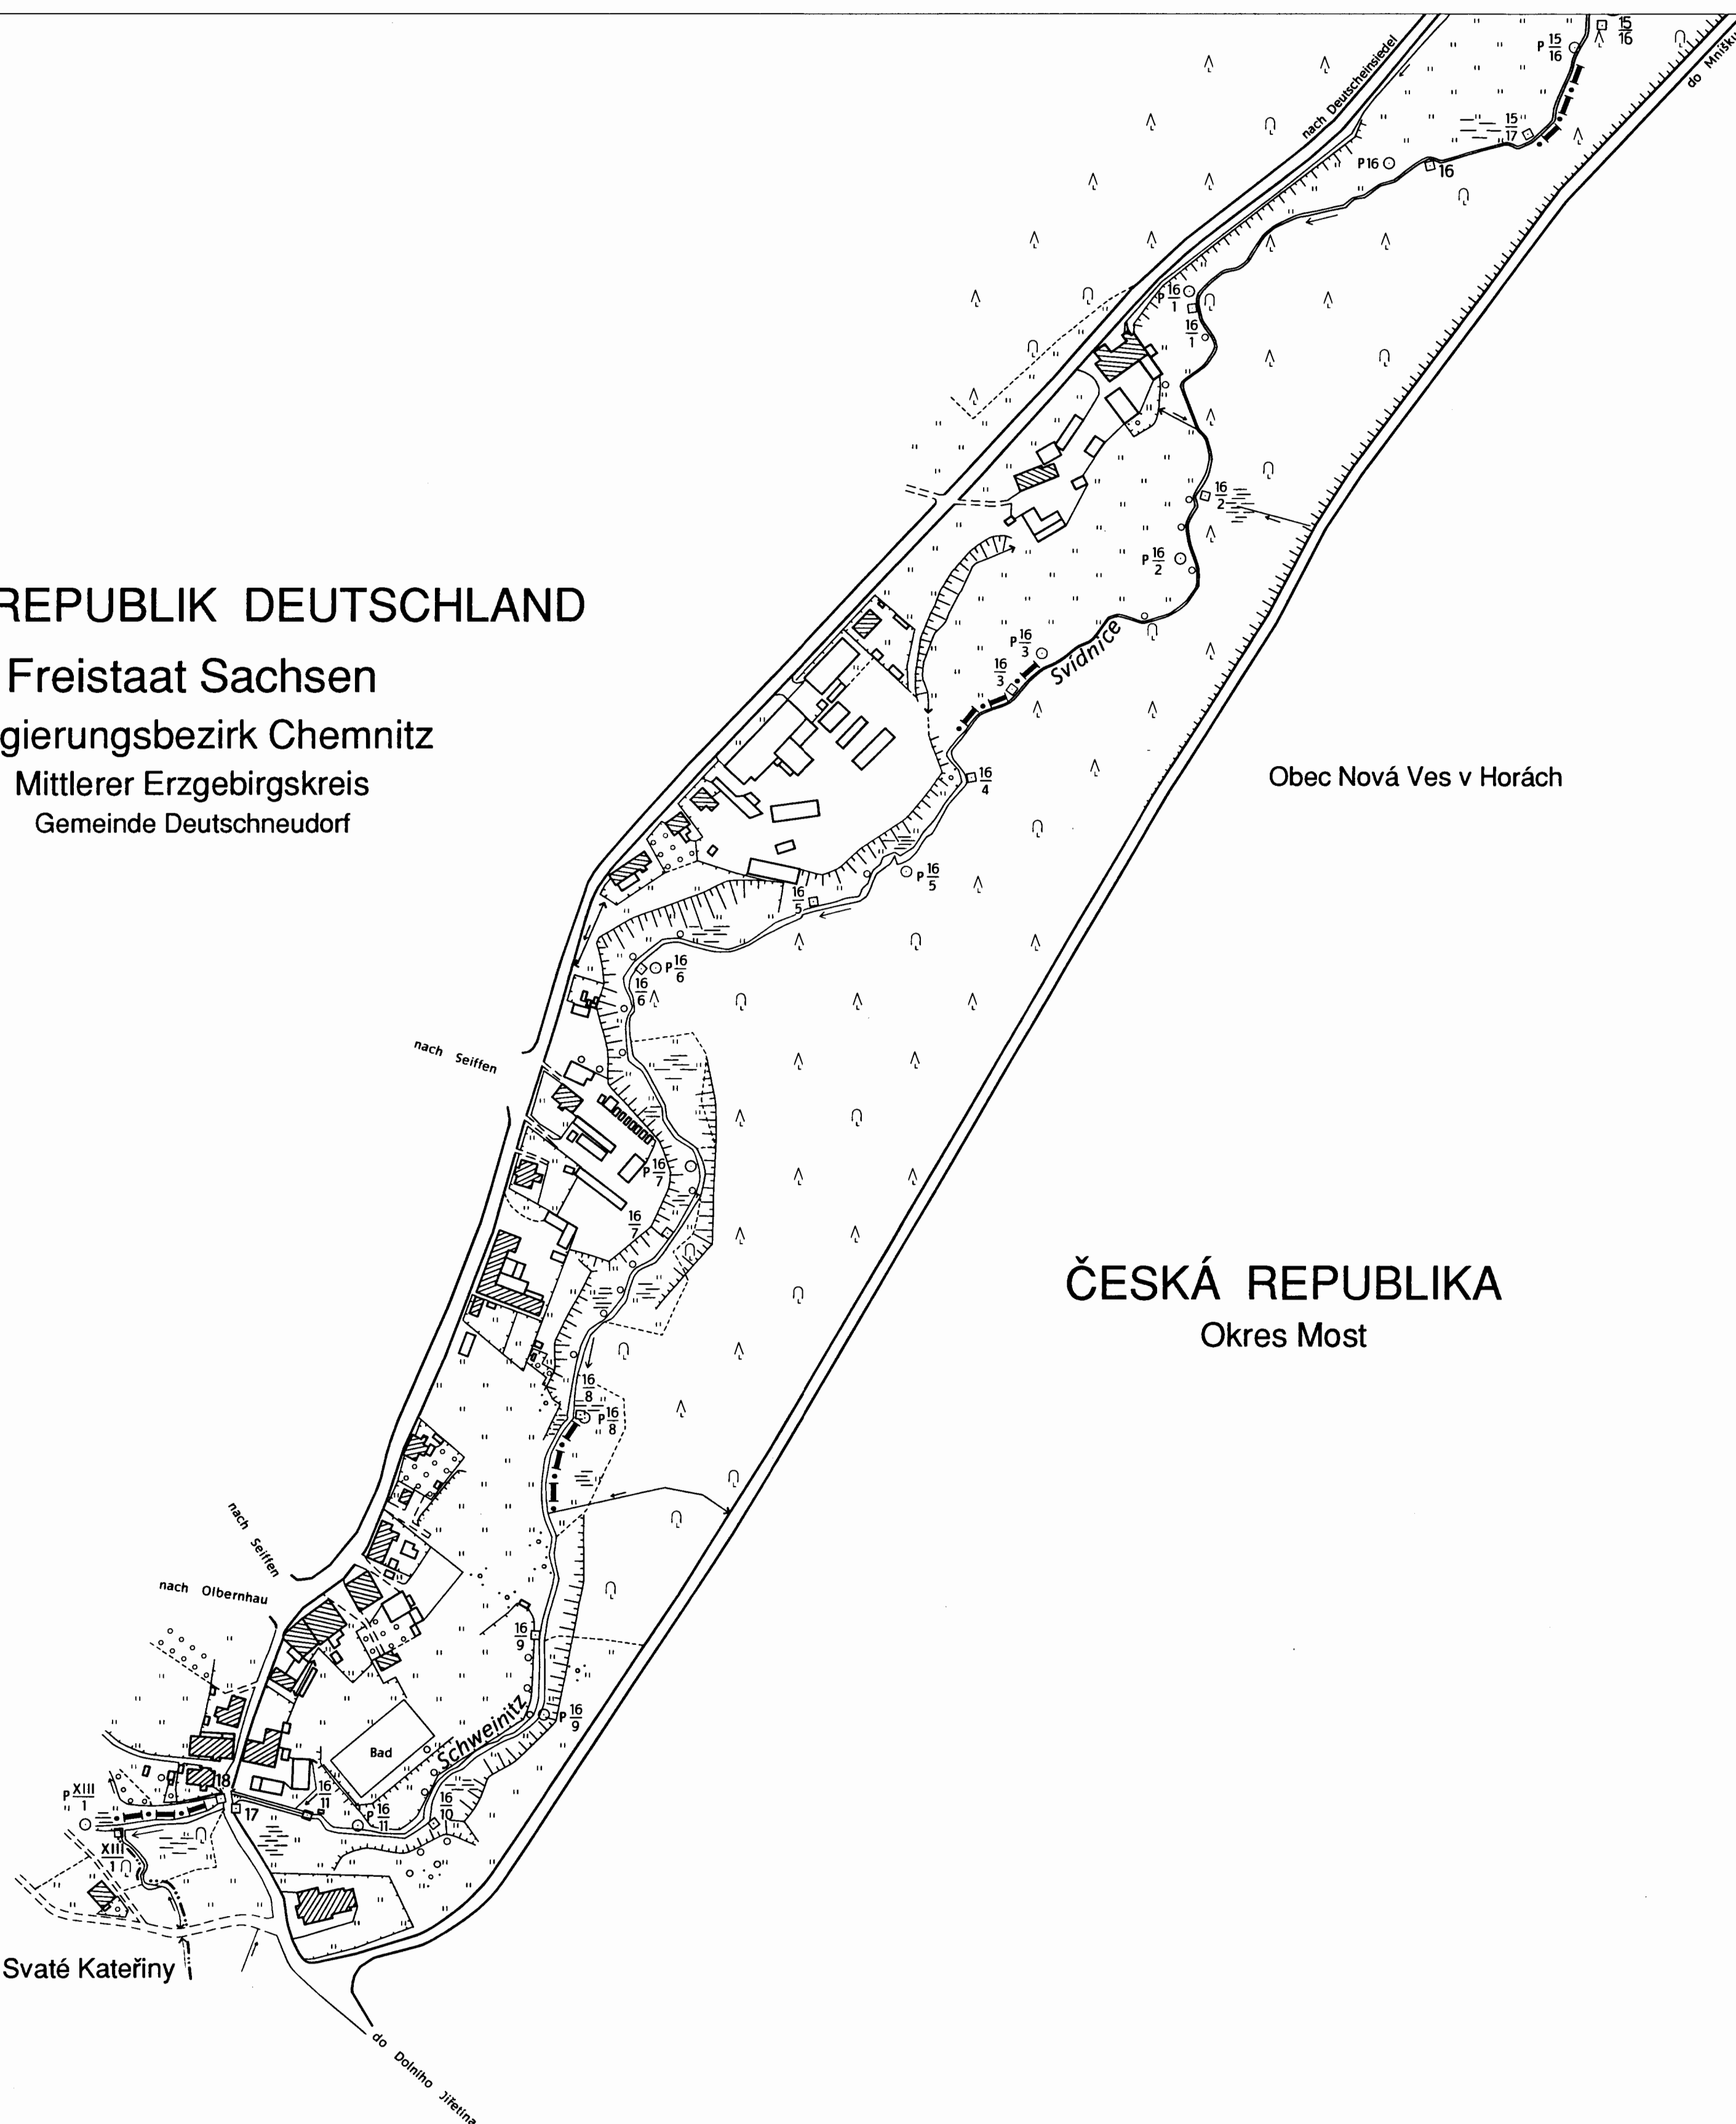 15/16
P 15/16
do Mníšku
nach Deutscheinsiedel
15/17
P 16
16
P 16/1
16/1
16/2
P 16/2
REPUBLIK DEUTSCHLAND
Freistaat Sachsen
gierungsbezirk Chemnitz
Mittlerer Erzgebirgskreis
Gemeinde Deutschneudorf
P 16/3
16/3
Svídnice
16/4
Obec Nová Ves v Horách
P 16/5
16/5
P 16/6
16/6
nach Seiffen
P 16/7
16/7
ČESKÁ REPUBLIKA
Okres Most
16/8
P 16/8
nach Seiffen
nach Olbernhau
16/9
P 16/9
Schweinitz
Bad
18
17
16/11
P 16/11
16/10
P XIII/1
XIII/1
Svaté Kateřiny
do Dolního Jiřetína